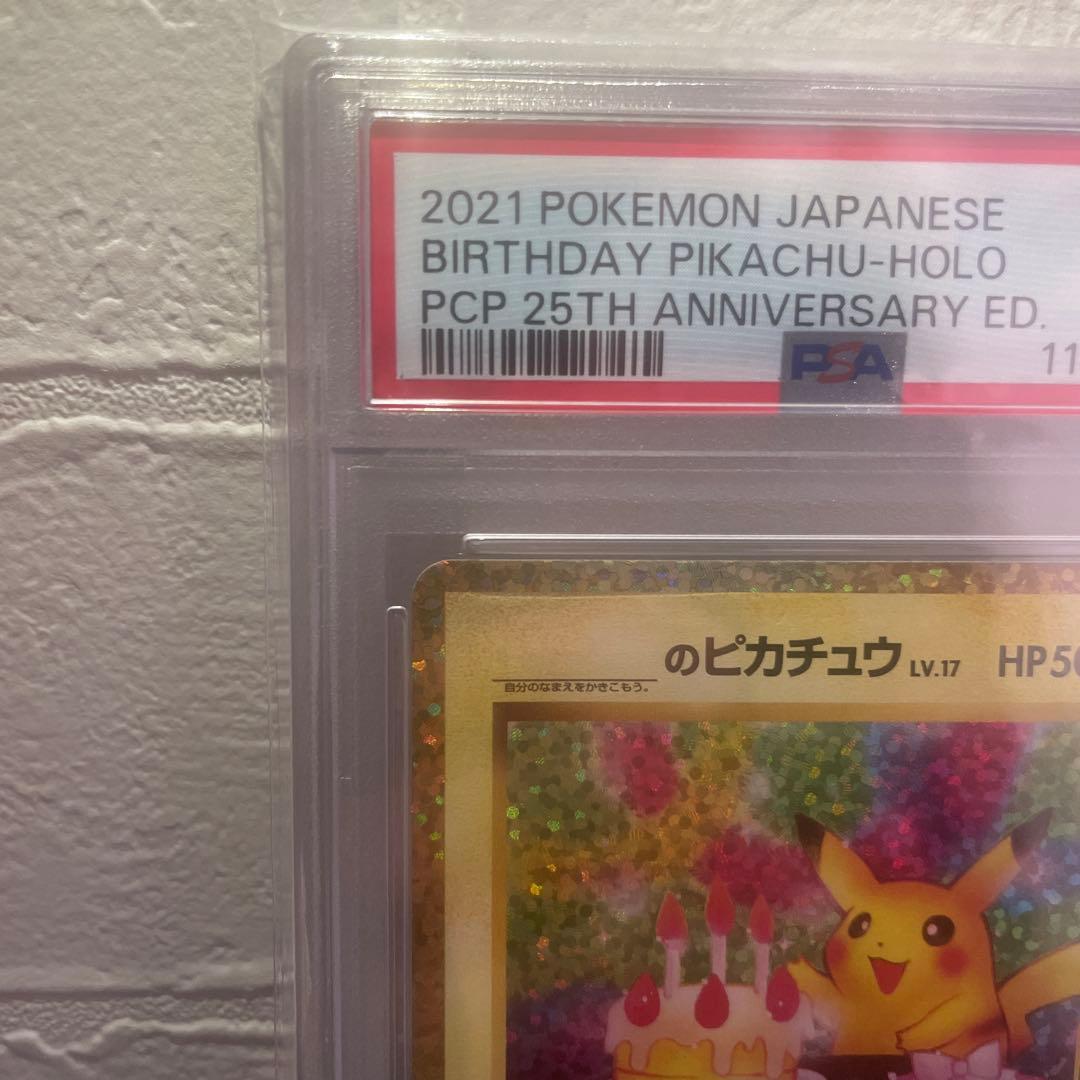 2021 POKEMON JAPANESE
BIRTHDAY PIKACHU-HOLO
PCP 25TH ANNIVERSARY ED.
PSA
11
のピカチュウ LV.17 HP50
自分のなまえをかきこもう。